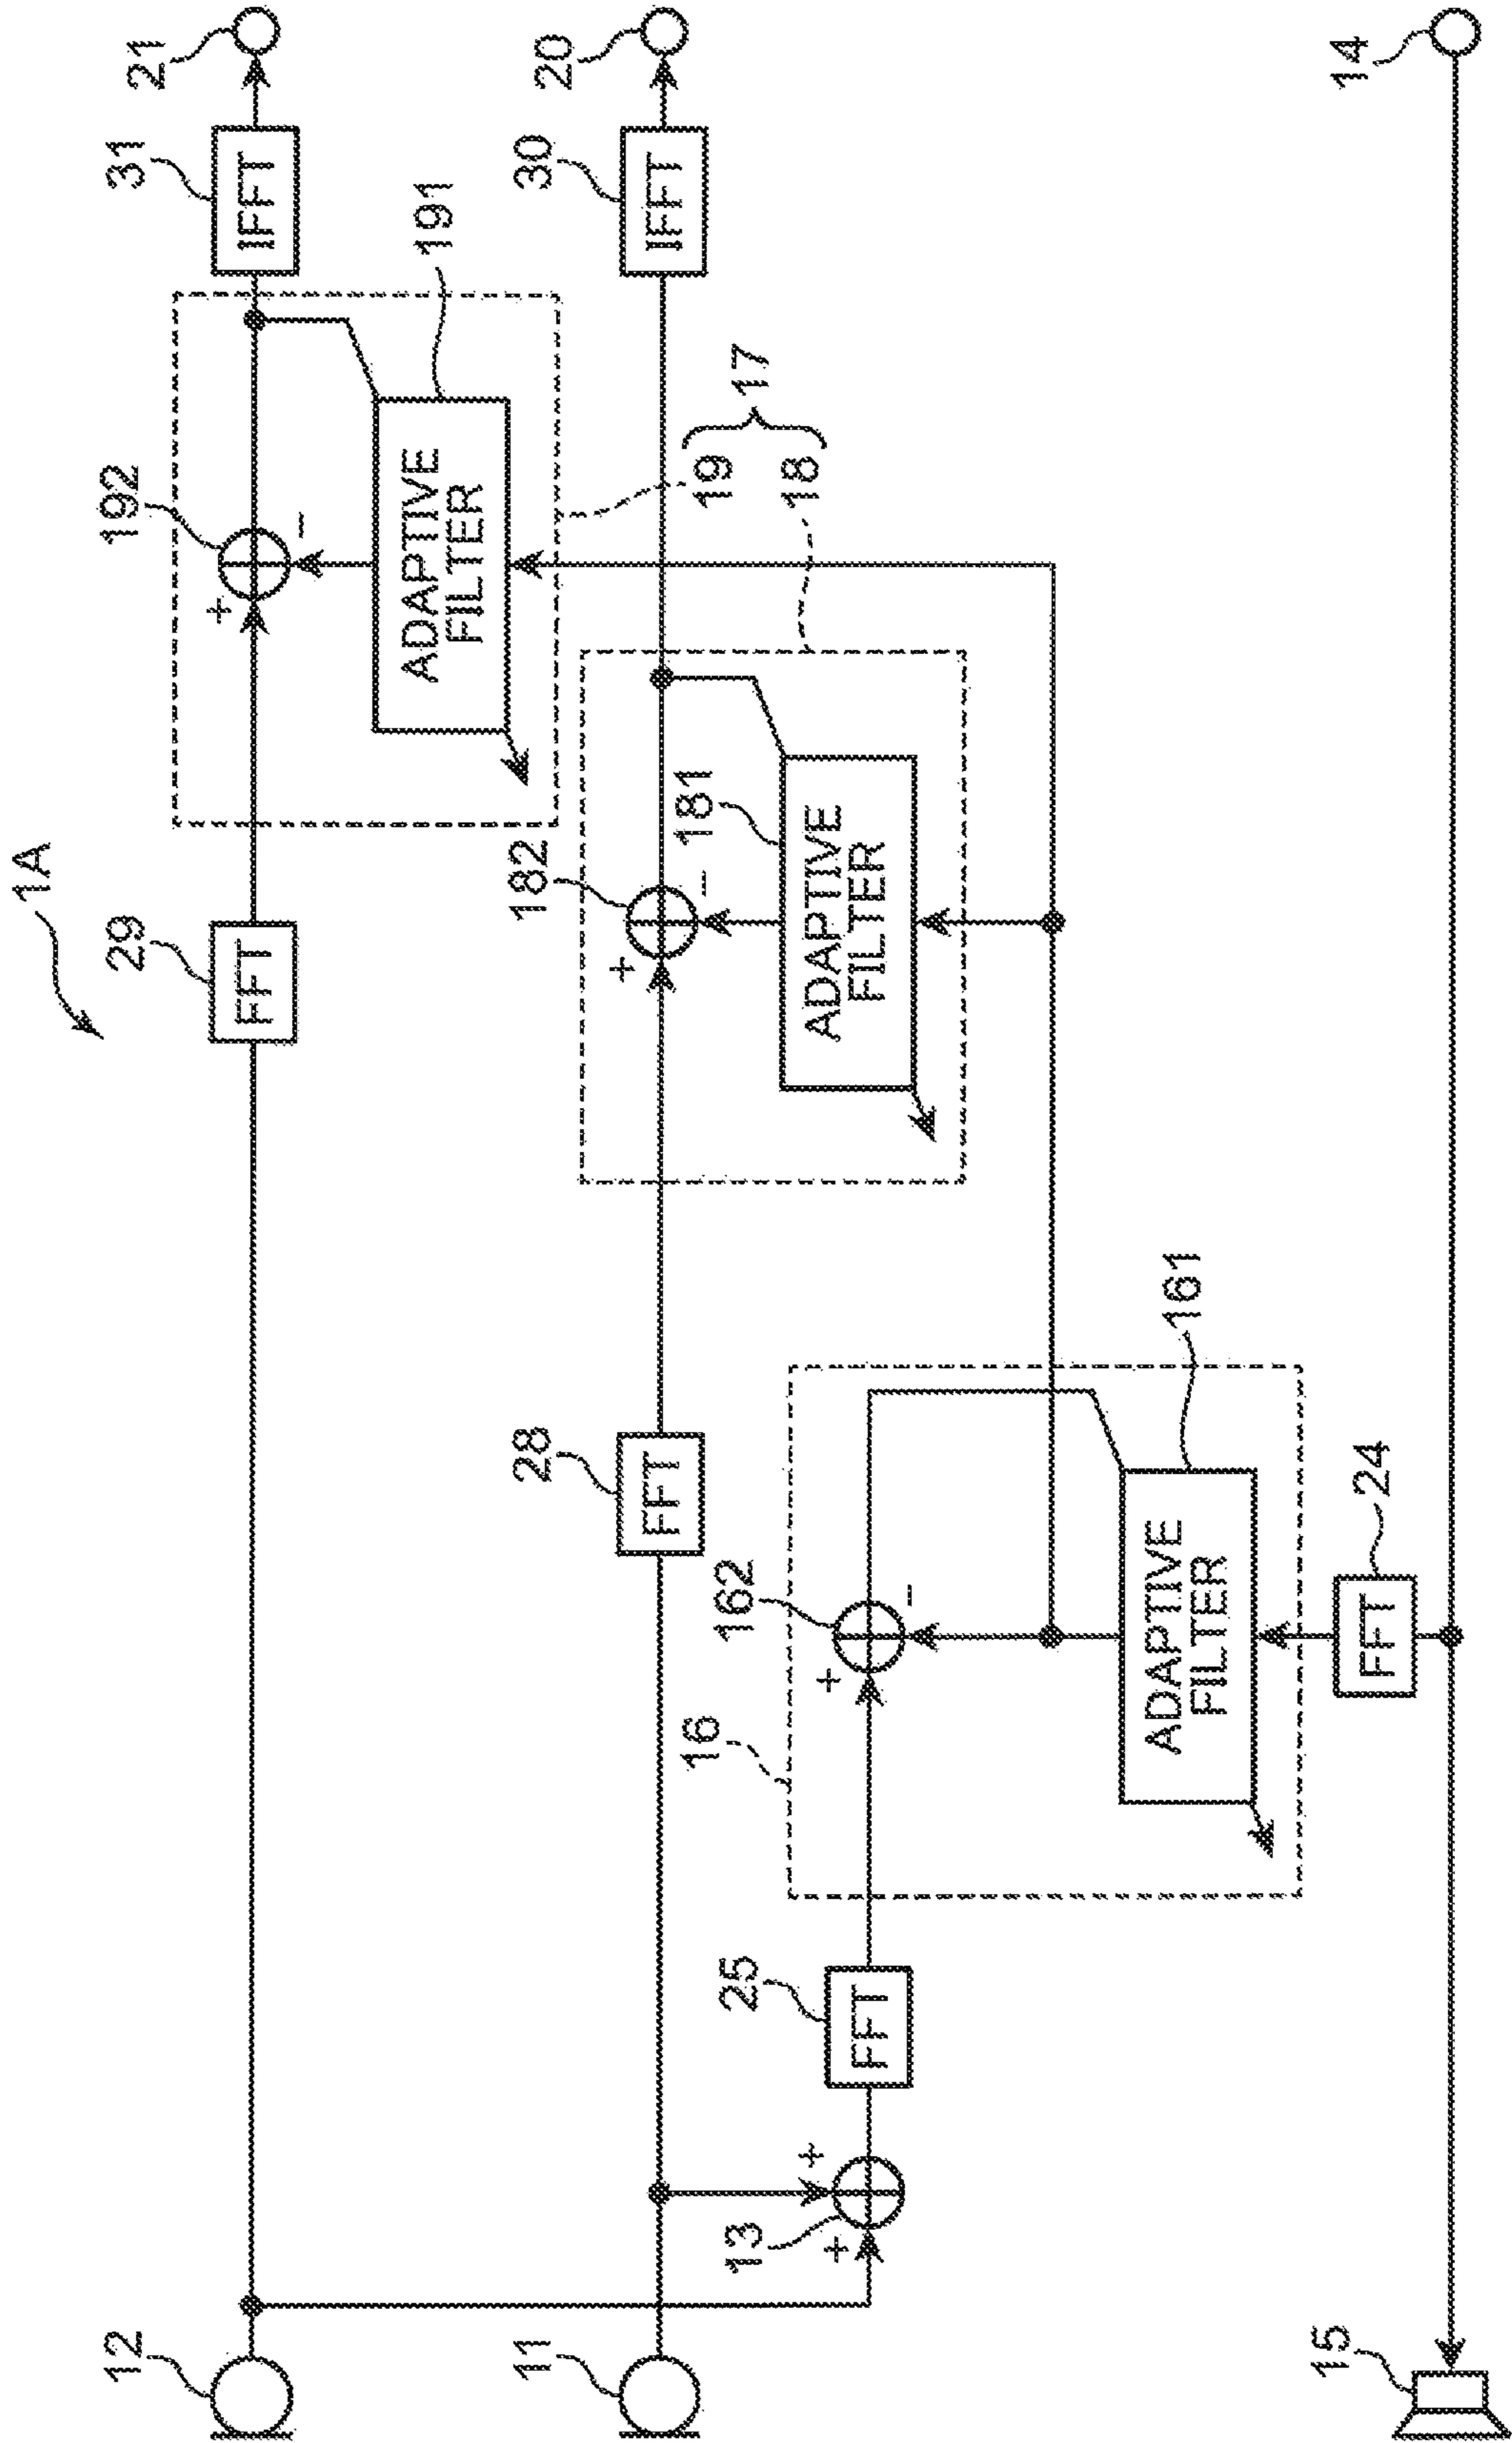 1A
12
29
FFT
192
+
−
ADAPTIVE
FILTER
191
31
IFFT
21
11
28
FFT
182
+
−
181
ADAPTIVE
FILTER
19
18
17
30
IFFT
20
13
+
+
25
FFT
16
162
+
−
ADAPTIVE
FILTER
161
24
FFT
15
14